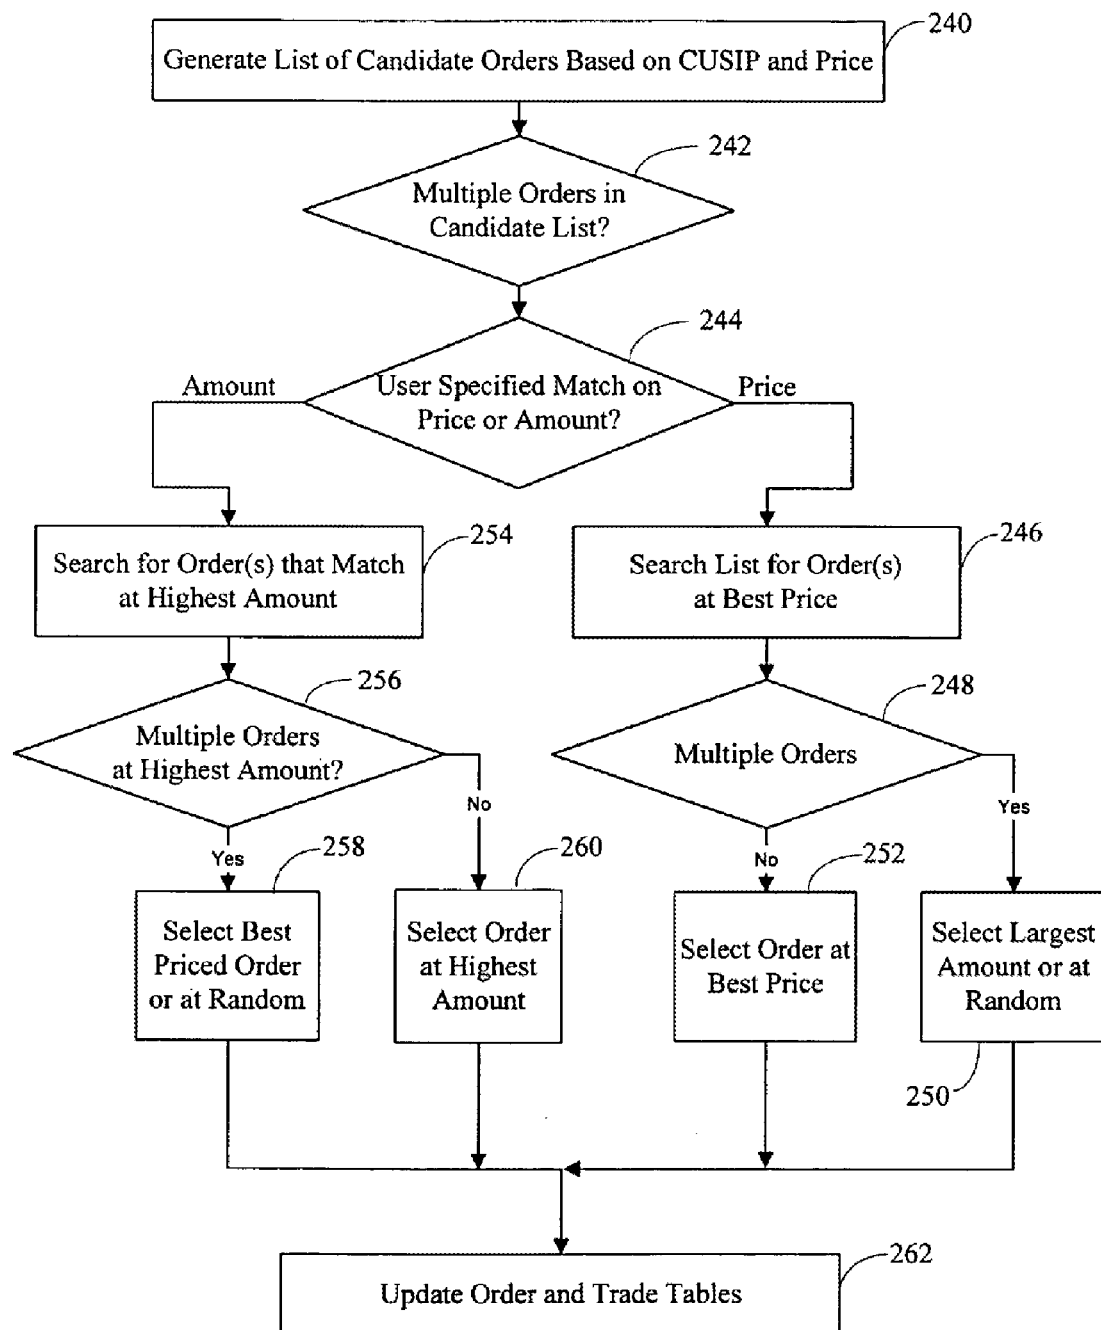 240
Generate List of Candidate Orders Based on CUSIP and Price
242
Multiple Orders in
Candidate List?
244
Amount
User Specified Match on
Price or Amount?
Price
254
Search for Order(s) that Match
at Highest Amount
246
Search List for Order(s)
at Best Price
256
Multiple Orders
at Highest Amount?
248
Multiple Orders
No
Yes
Yes
No
258
Select Best
Priced Order
or at Random
260
Select Order
at Highest
Amount
252
Select Order at
Best Price
Select Largest
Amount or at
Random
250
262
Update Order and Trade Tables